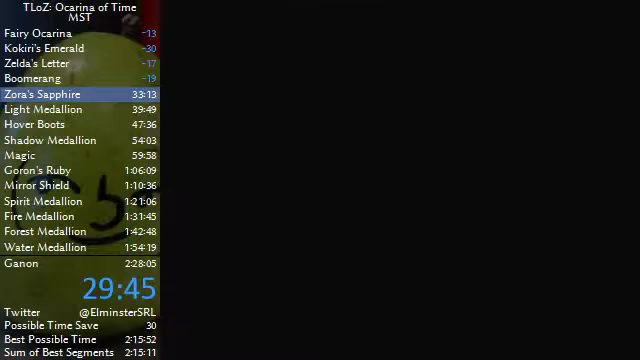 TLoZ: Ocarina of Time
MST
Fairy Ocarina -13
Kokiri's Emerald -30
Zelda's Letter -17
Boomerang -19
Zora's Sapphire 33:13
Light Medallion 39:49
Hover Boots 47:36
Shadow Medallion 54:03
Magic 59:58
Goron's Ruby 1:06:09
Mirror Shield 1:10:36
Spirit Medallion 1:21:06
Fire Medallion 1:31:45
Forest Medallion 1:42:48
Water Medallion 1:54:19
Ganon 2:28:05
29:45
Twitter @ElminsterSRL
Possible Time Save 30
Best Possible Time 2:15:52
Sum of Best Segments 2:15:11